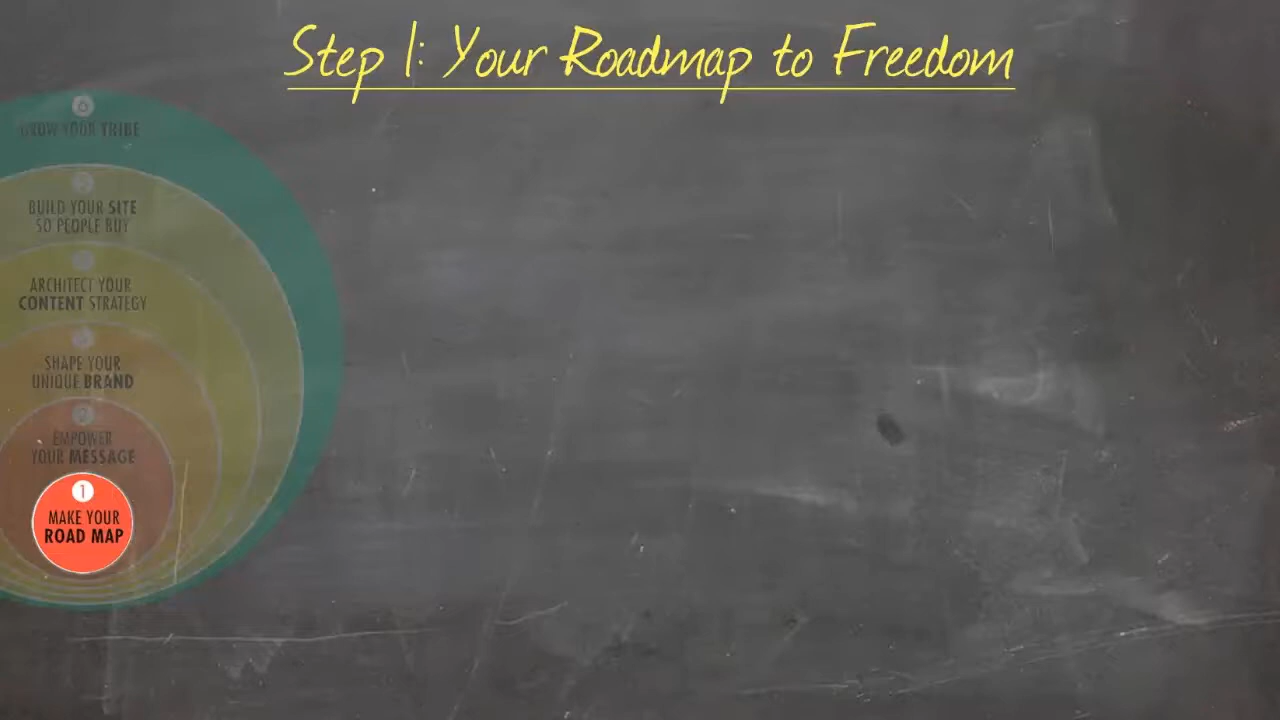 Step 1: Your Roadmap to Freedom
6
GROW YOUR TRIBE
BUILD YOUR SITE
SO PEOPLE BUY
ARCHITECT YOUR
CONTENT STRATEGY
SHAPE YOUR
UNIQUE BRAND
EMPOWER
YOUR MESSAGE
1
MAKE YOUR
ROAD MAP